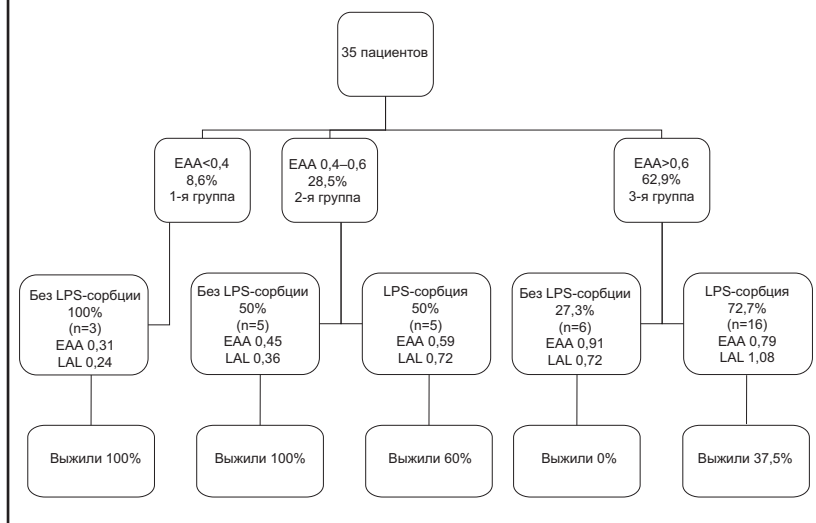 35 пациентов
EAA<0,4
8,6%
1-я группа
EAA 0,4–0,6
28,5%
2-я группа
EAA>0,6
62,9%
3-я группа
Без LPS-сорбции
100%
(n=3)
EAA 0,31
LAL 0,24
Без LPS-сорбции
50%
(n=5)
EAA 0,45
LAL 0,36
LPS-сорбция
50%
(n=5)
EAA 0,59
LAL 0,72
Без LPS-сорбции
27,3%
(n=6)
EAA 0,91
LAL 0,72
LPS-сорбция
72,7%
(n=16)
EAA 0,79
LAL 1,08
Выжили 100%
Выжили 100%
Выжили 60%
Выжили 0%
Выжили 37,5%